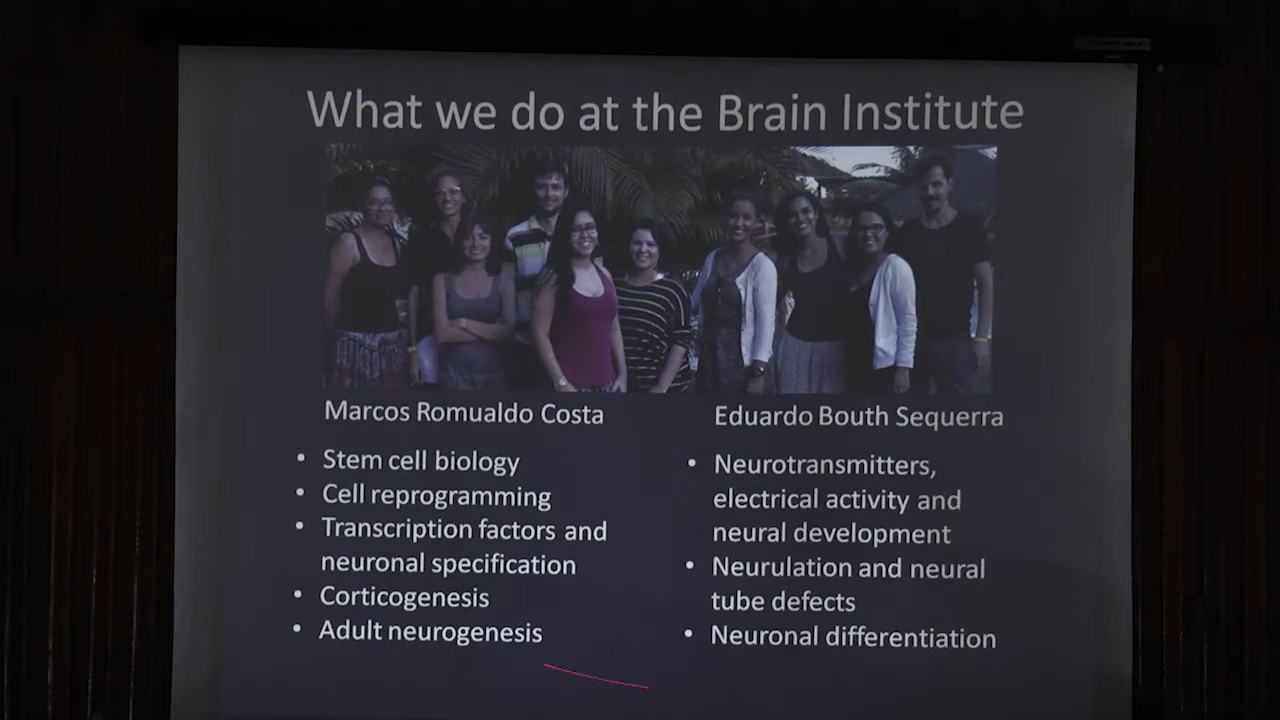 What we do at the Brain Institute
Marcos Romualdo Costa
• Stem cell biology
• Cell reprogramming
• Transcription factors and
neuronal specification
• Corticogenesis
• Adult neurogenesis
Eduardo Bouth Sequerra
• Neurotransmitters,
electrical activity and
neural development
• Neurulation and neural
tube defects
• Neuronal differentiation